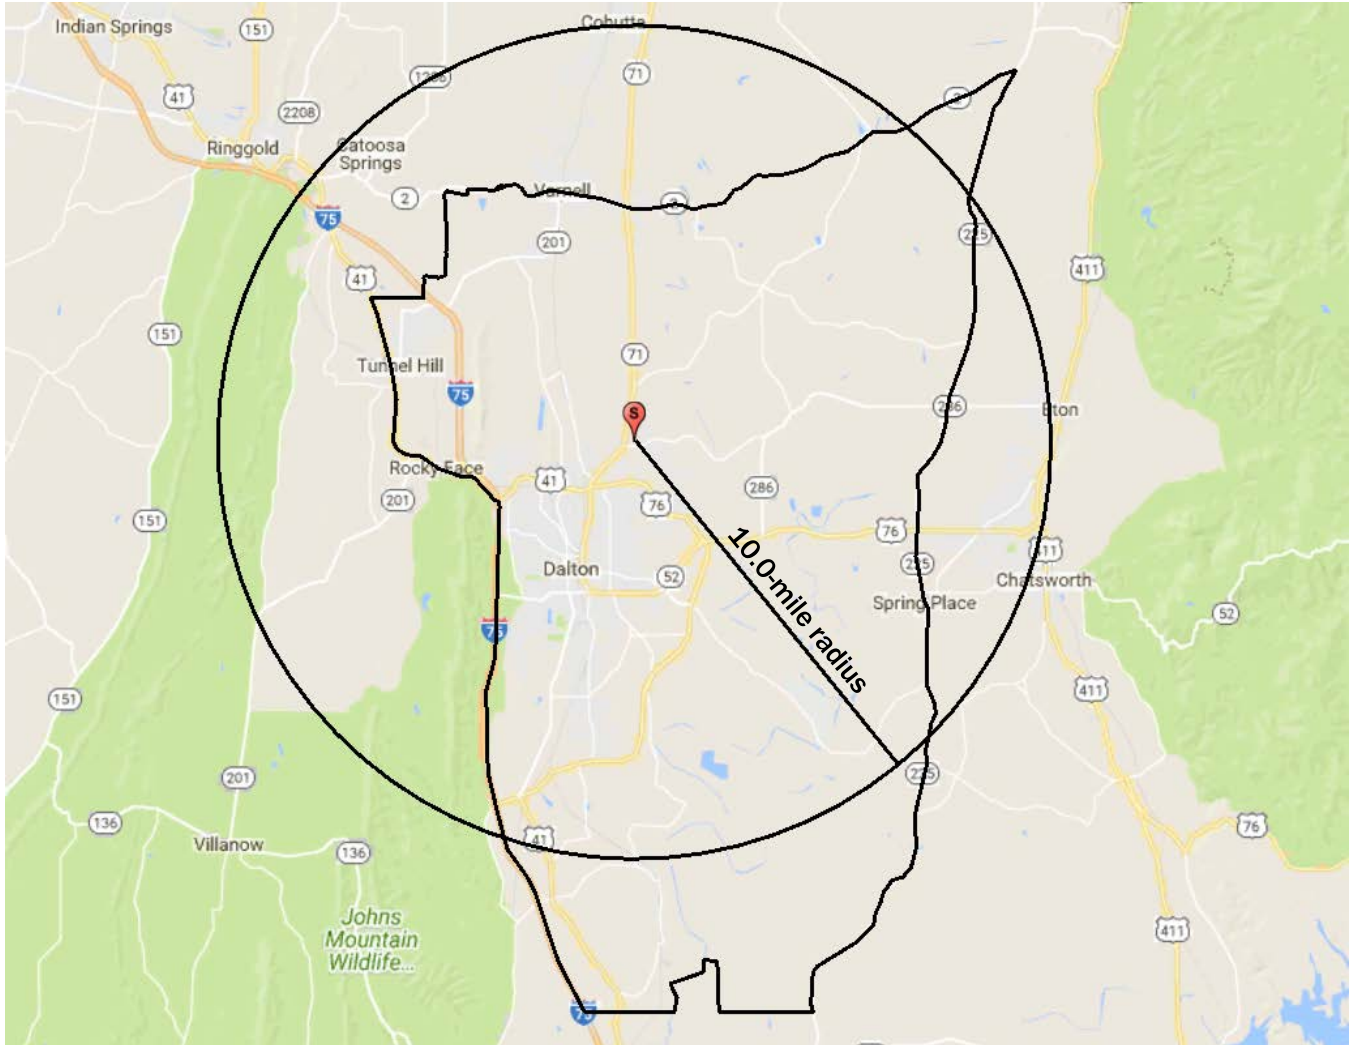 Cohutta
Indian Springs
151
71
1286
41
2
2208
Ringgold
Catoosa
Springs
Varnell
2
2
75
225
201
41
411
151
71
Tunnel Hill
75
S
286
Eton
Rocky Face
41
286
201
76
151
76
10.0-mile radius
411
225
Dalton
52
Chatsworth
Spring Place
52
75
411
151
225
201
136
76
41
Villanow
136
Johns
Mountain
Wildlife...
411
75